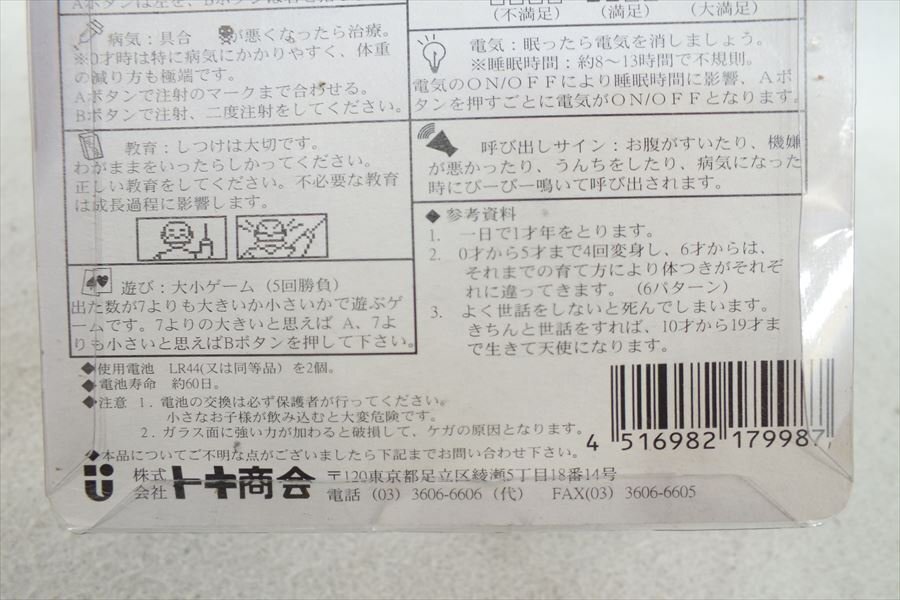 Aボタンは左を、Bボタンは右
病気：具合 が悪くなったら治療。
※0才時は特に病気にかかりやすく、体重
の減り方も極端です。
Aボタンで注射のマークまで合わせる。
Bボタンで注射、二度注射をしてください。
教育：しつけは大切です。
わがままをいったらしかってください。
正しい教育をしてください。不必要な教育
は成長過程に影響します。
遊び：大小ゲーム（5回勝負）
出た数が7よりも大きいか小さいかで遊ぶゲ
ームです。7よりの大きいと思えば A、7よ
りも小さいと思えばBボタンを押して下さい。
(不満足) (満足) (大満足)
電気：眠ったら電気を消しましょう。
※睡眠時間：約8～13時間で不規則。
電気のON/OFFにより睡眠時間に影響、Aボ
タンを押すごとに電気がON/OFFとなります。
呼び出しサイン：お腹がすいたり、機嫌
が悪かったり、うんちをしたり、病気になった
時にぴーぴー鳴いて呼び出されます。
◆参考資料
1. 一日で1才年をとります。
2. 0才から5才まで4回変身し、6才からは、
それまでの育て方により体つきがそれぞ
れに違ってきます。（6パターン）
3. よく世話をしないと死んでしまいます。
きちんと世話をすれば、10才から19才ま
で生きて天使になります。
◆使用電池 LR44(又は同等品）を2個。
◆電池寿命 約60日。
◆注意 1．電池の交換は必ず保護者が行ってください。
小さなお子様が飲み込むと大変危険です。
2．ガラス面に強い力が加わると破損して、ケガの原因となります。
◆本品についてご不明な点がございましたら下記までお問い合わせ下さい。
株式会社 トキ商会 〒120東京都足立区綾瀬5丁目18番14号
電話（03）3606-6606（代） FAX(03) 3606-6605
4 516982 179987